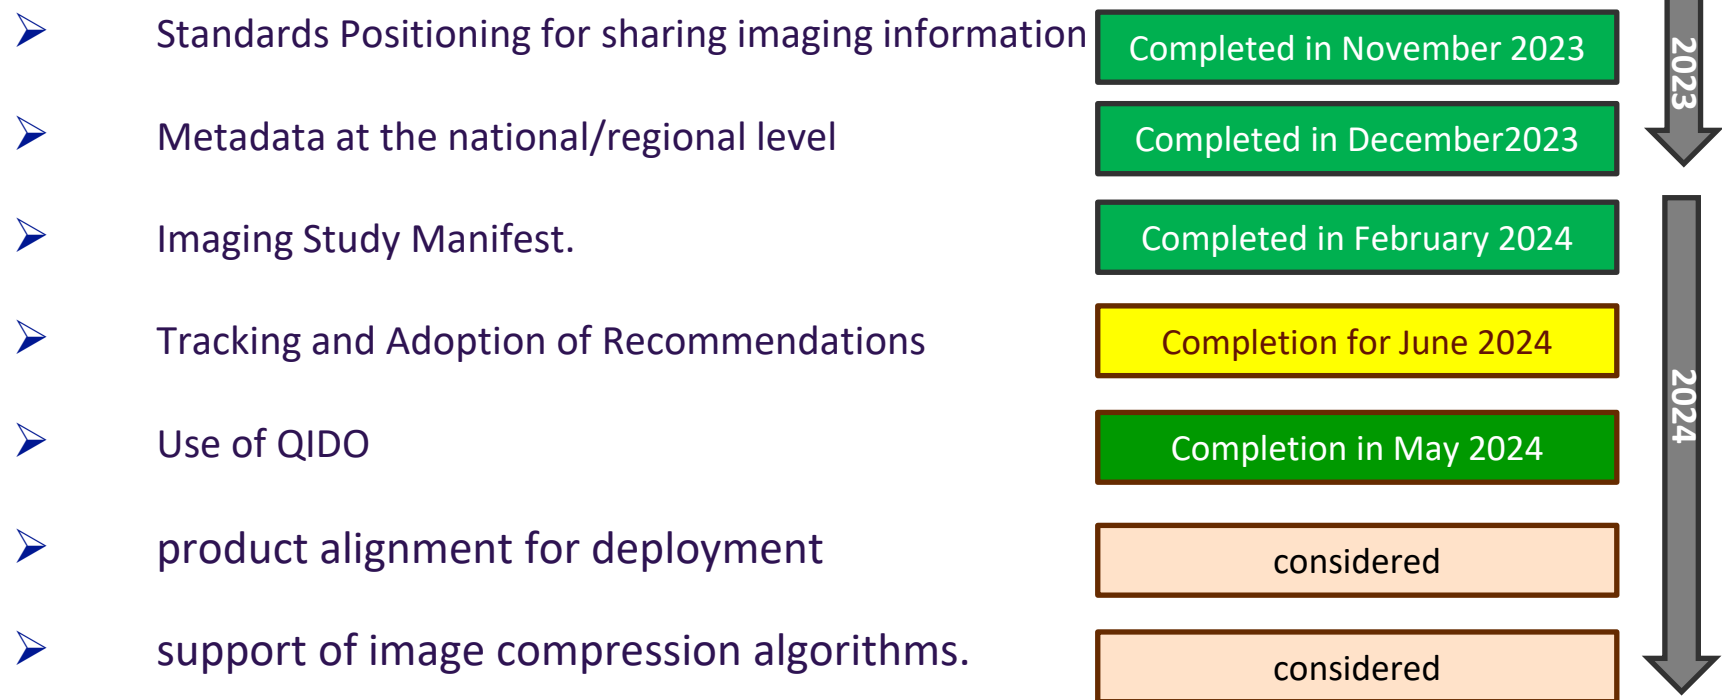 Standards Positioning for sharing imaging information
Completed in November 2023
Metadata at the national/regional level
Completed in December2023
Imaging Study Manifest.
Completed in February 2024
Tracking and Adoption of Recommendations
Completion for June 2024
Use of QIDO
Completion in May 2024
product alignment for deployment
considered
support of image compression algorithms.
considered
2023
2024